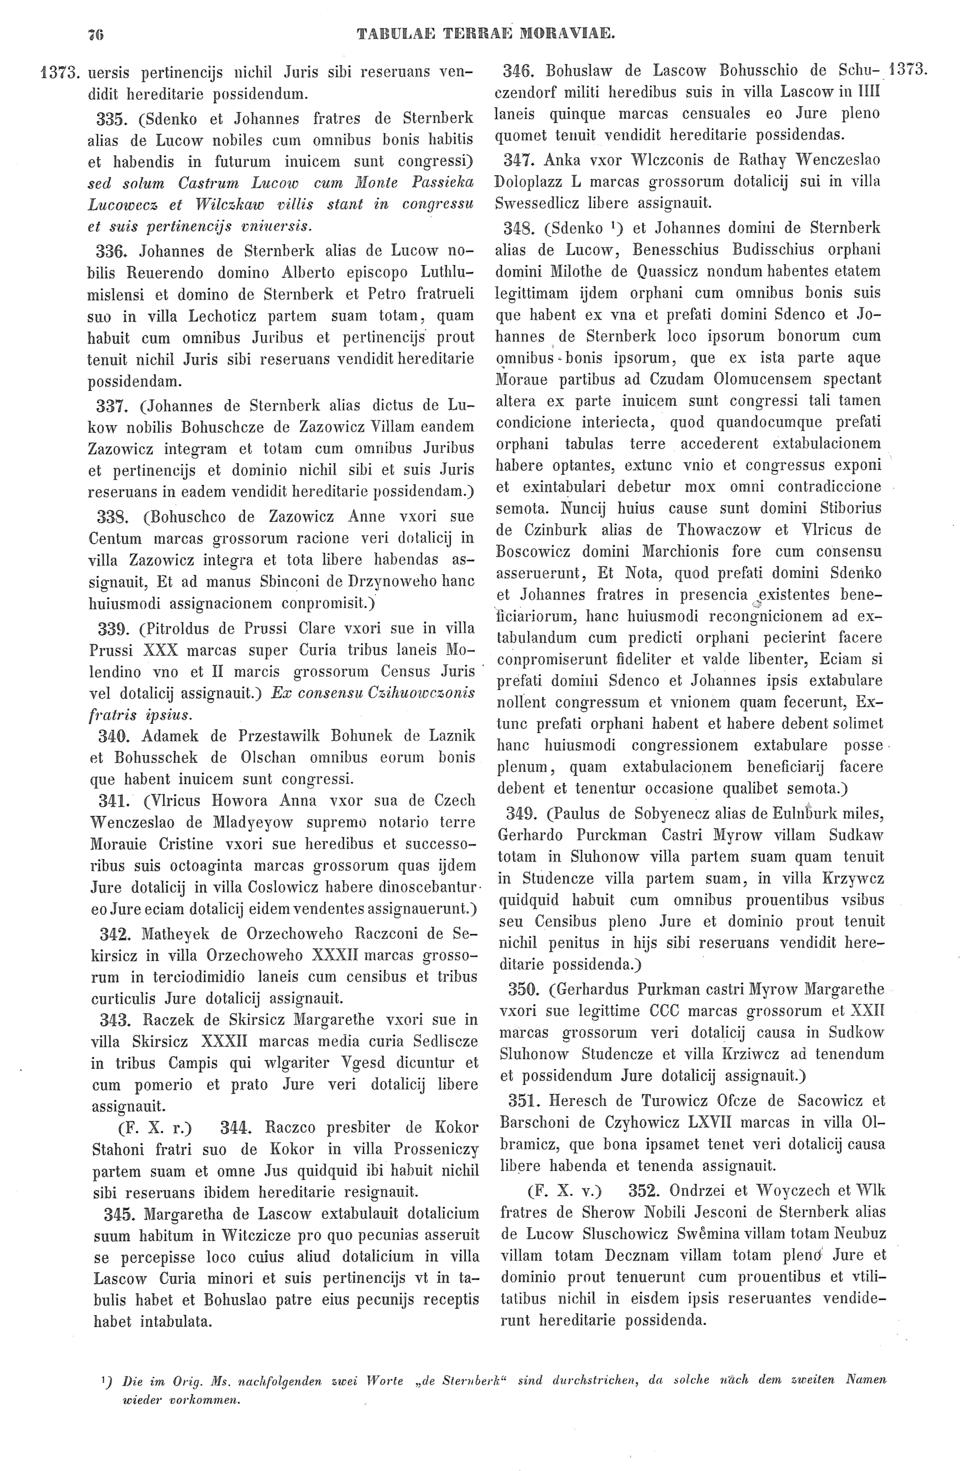 76
TABULAE TERRAE MORAVIAE.
1373. uersis pertinencijs nichil Juris sibi reseruans ven-
didit hereditarie possidendum.
335. (Sdenko et Johannes fratres de Sternberk
alias de Lucow nobiles cum omnibus bonis habitis
et habendis in futurum inuicem sunt congressi)
sed solum Castrum Lucow cum Monte Passieka
Lucowecz et Wilczkaw villis stant in congressu
et suis pertinencijs vniuersis.
336. Johannes de Sternberk alias de Lucow no-
bilis Reuerendo domino Alberto episcopo Luthlu-
mislensi et domino de Sternberk et Petro fratrueli
suo in villa Lechoticz partem suam totam, quam
habuit cum omnibus Juribus et pertinencijs prout
tenuit nichil Juris sibi reseruans vendidit hereditarie
possidendam.
337. (Johannes de Sternberk alias dictus de Lu-
kow nobilis Bohuschcze de Zazowicz Villam eandem
Zazowicz integram et totam cum omnibus Juribus
et pertinencijs et dominio nichil sibi et suis Juris
reseruans in eadem vendidit hereditarie possidendam.)
338. (Bohuschco de Zazowicz Anne vxori sue
Centum marcas grossorum racione veri dotalicij in
villa Zazowicz integra et tota libere habendas as-
signauit, Et ad manus Sbinconi de Drzynoweho hanc
huiusmodi assignacionem conpromisit.)
339. (Pitroldus de Prussi Clare vxori sue in villa
Prussi XXX marcas super Curia tribus laneis Mo-
lendino vno et II marcis grossorum Census Juris
vel dotalicij assignauit.) Ex consensu Czihuowczonis
fratris ipsius.
340. Adamek de Przestawilk Bohunek de Laznik
et Bohusschek de Olschan omnibus eorum bonis
que habent inuicem sunt congressi.
341. (Vlricus Howora Anna vxor sua de Czech
Wenczeslao de Mladyeyow supremo notario terre
Morauie Cristine vxori sue heredibus et successo-
ribus suis octoaginta marcas grossorum quas ijdem
Jure dotalicij in villa Coslowicz habere dinoscebantur
eo Jure eciam dotalicij eidem vendentes assignauerunt.)
342. Matheyek de Orzechoweho Raczconi de Se-
kirsicz in villa Orzechoweho XXXII marcas grosso-
rum in terciodimidio laneis cum censibus et tribus
curticulis Jure dotalicij assignauit.
343. Raczek de Skirsicz Margarethe vxori sue in
villa Skirsicz XXXII marcas media curia Sedliscze
in tribus Campis qui wlgariter Vgesd dicuntur et
cum pomerio et prato Jure veri dotalicij libere
assignauit.
(F. X. r.) 344. Raczco presbiter de Kokor
Stahoni fratri suo de Kokor in villa Prosseniczy
partem suam et omne Jus quidquid ibi habuit nichil
sibi reseruans ibidem hereditarie resignauit.
345. Margaretha de Lascow extabulauit dotalicium
suum habitum in Witczicze pro quo pecunias asseruit
se percepisse loco cuius aliud dotalicium in villa
Lascow Curia minori et suis pertinencijs vt in ta-
bulis habet et Bohuslao patre eius pecunijs receptis
habet intabulata.
346. Bohuslaw de Lascow Bohusschio de Schu- 1373.
czendorf militi heredibus suis in villa Lascow in IIII
laneis quinque marcas censuales eo Jure pleno
quomet tenuit vendidit hereditarie possidendas.
347. Anka vxor Wlczconis de Rathay Wenczeslao
Doloplazz L marcas grossorum dotalicij sui in villa
Swessedlicz libere assignauit.
348. (Sdenko ¹) et Johannes domini de Sternberk
alias de Lucow, Benesschius Budisschius orphani
domini Milothe de Quassicz nondum habentes etatem
legittimam ijdem orphani cum omnibus bonis suis
que habent ex vna et prefati domini Sdenco et Jo-
hannes de Sternberk loco ipsorum bonorum cum
omnibus bonis ipsorum, que ex ista parte aque
Moraue partibus ad Czudam Olomucensem spectant
altera ex parte inuicem sunt congressi tali tamen
condicione interiecta, quod quandocumque prefati
orphani tabulas terre accederent extabulacionem
habere optantes, extunc vnio et congressus exponi
et exintabulari debetur mox omni contradiccione
semota. Nuncij huius cause sunt domini Stiborius
de Czinburk alias de Thowaczow et Vlricus de
Boscowicz domini Marchionis fore cum consensu
asseruerunt, Et Nota, quod prefati domini Sdenko
et Johannes fratres in presencia existentes bene-
ficiariorum, hanc huiusmodi recongnicionem ad ex-
tabulandum cum predicti orphani pecierint facere
conpromiserunt fideliter et valde libenter, Eciam si
prefati domini Sdenco et Johannes ipsis extabulare
nollent congressum et vnionem quam fecerunt, Ex-
tunc prefati orphani habent et habere debent solimet
hanc huiusmodi congressionem extabulare posse
plenum, quam extabulacionem beneficiarij facere
debent et tenentur occasione qualibet semota.)
349. (Paulus de Sobyenecz alias de Eulnburk miles,
Gerhardo Purckman Castri Myrow villam Sudkaw
totam in Sluhonow villa partem suam quam tenuit
in Studencze villa partem suam, in villa Krzywcz
quidquid habuit cum omnibus prouentibus vsibus
seu Censibus pleno Jure et dominio prout tenuit
nichil penitus in hijs sibi reseruans vendidit here-
ditarie possidenda.)
350. (Gerhardus Purkman castri Myrow Margarethe
vxori sue legittime CCC marcas grossorum et XXII
marcas grossorum veri dotalicij causa in Sudkow
Sluhonow Studencze et villa Krziwcz ad tenendum
et possidendum Jure dotalicij assignauit.)
351. Heresch de Turowicz Ofcze de Sacowicz et
Barschoni de Czyhowicz LXVII marcas in villa Ol-
bramicz, que bona ipsamet tenet veri dotalicij causa
libere habenda et tenenda assignauit.
(F. X. v.) 352. Ondrzei et Woyczech et Wlk
fratres de Sherow Nobili Jesconi de Sternberk alias
de Lucow Sluschowicz Swěmina villam totam Neubuz
villam totam Decznam villam totam pleno Jure et
dominio prout tenuerunt cum prouentibus et vtili-
tatibus nichil in eisdem ipsis reseruantes vendide-
runt hereditarie possidenda.
¹) Die im Orig. Ms. nachfolgenden zwei Worte „de Sternberk“ sind durchstrichen, da solche nach dem zweiten Namen
wieder vorkommen.